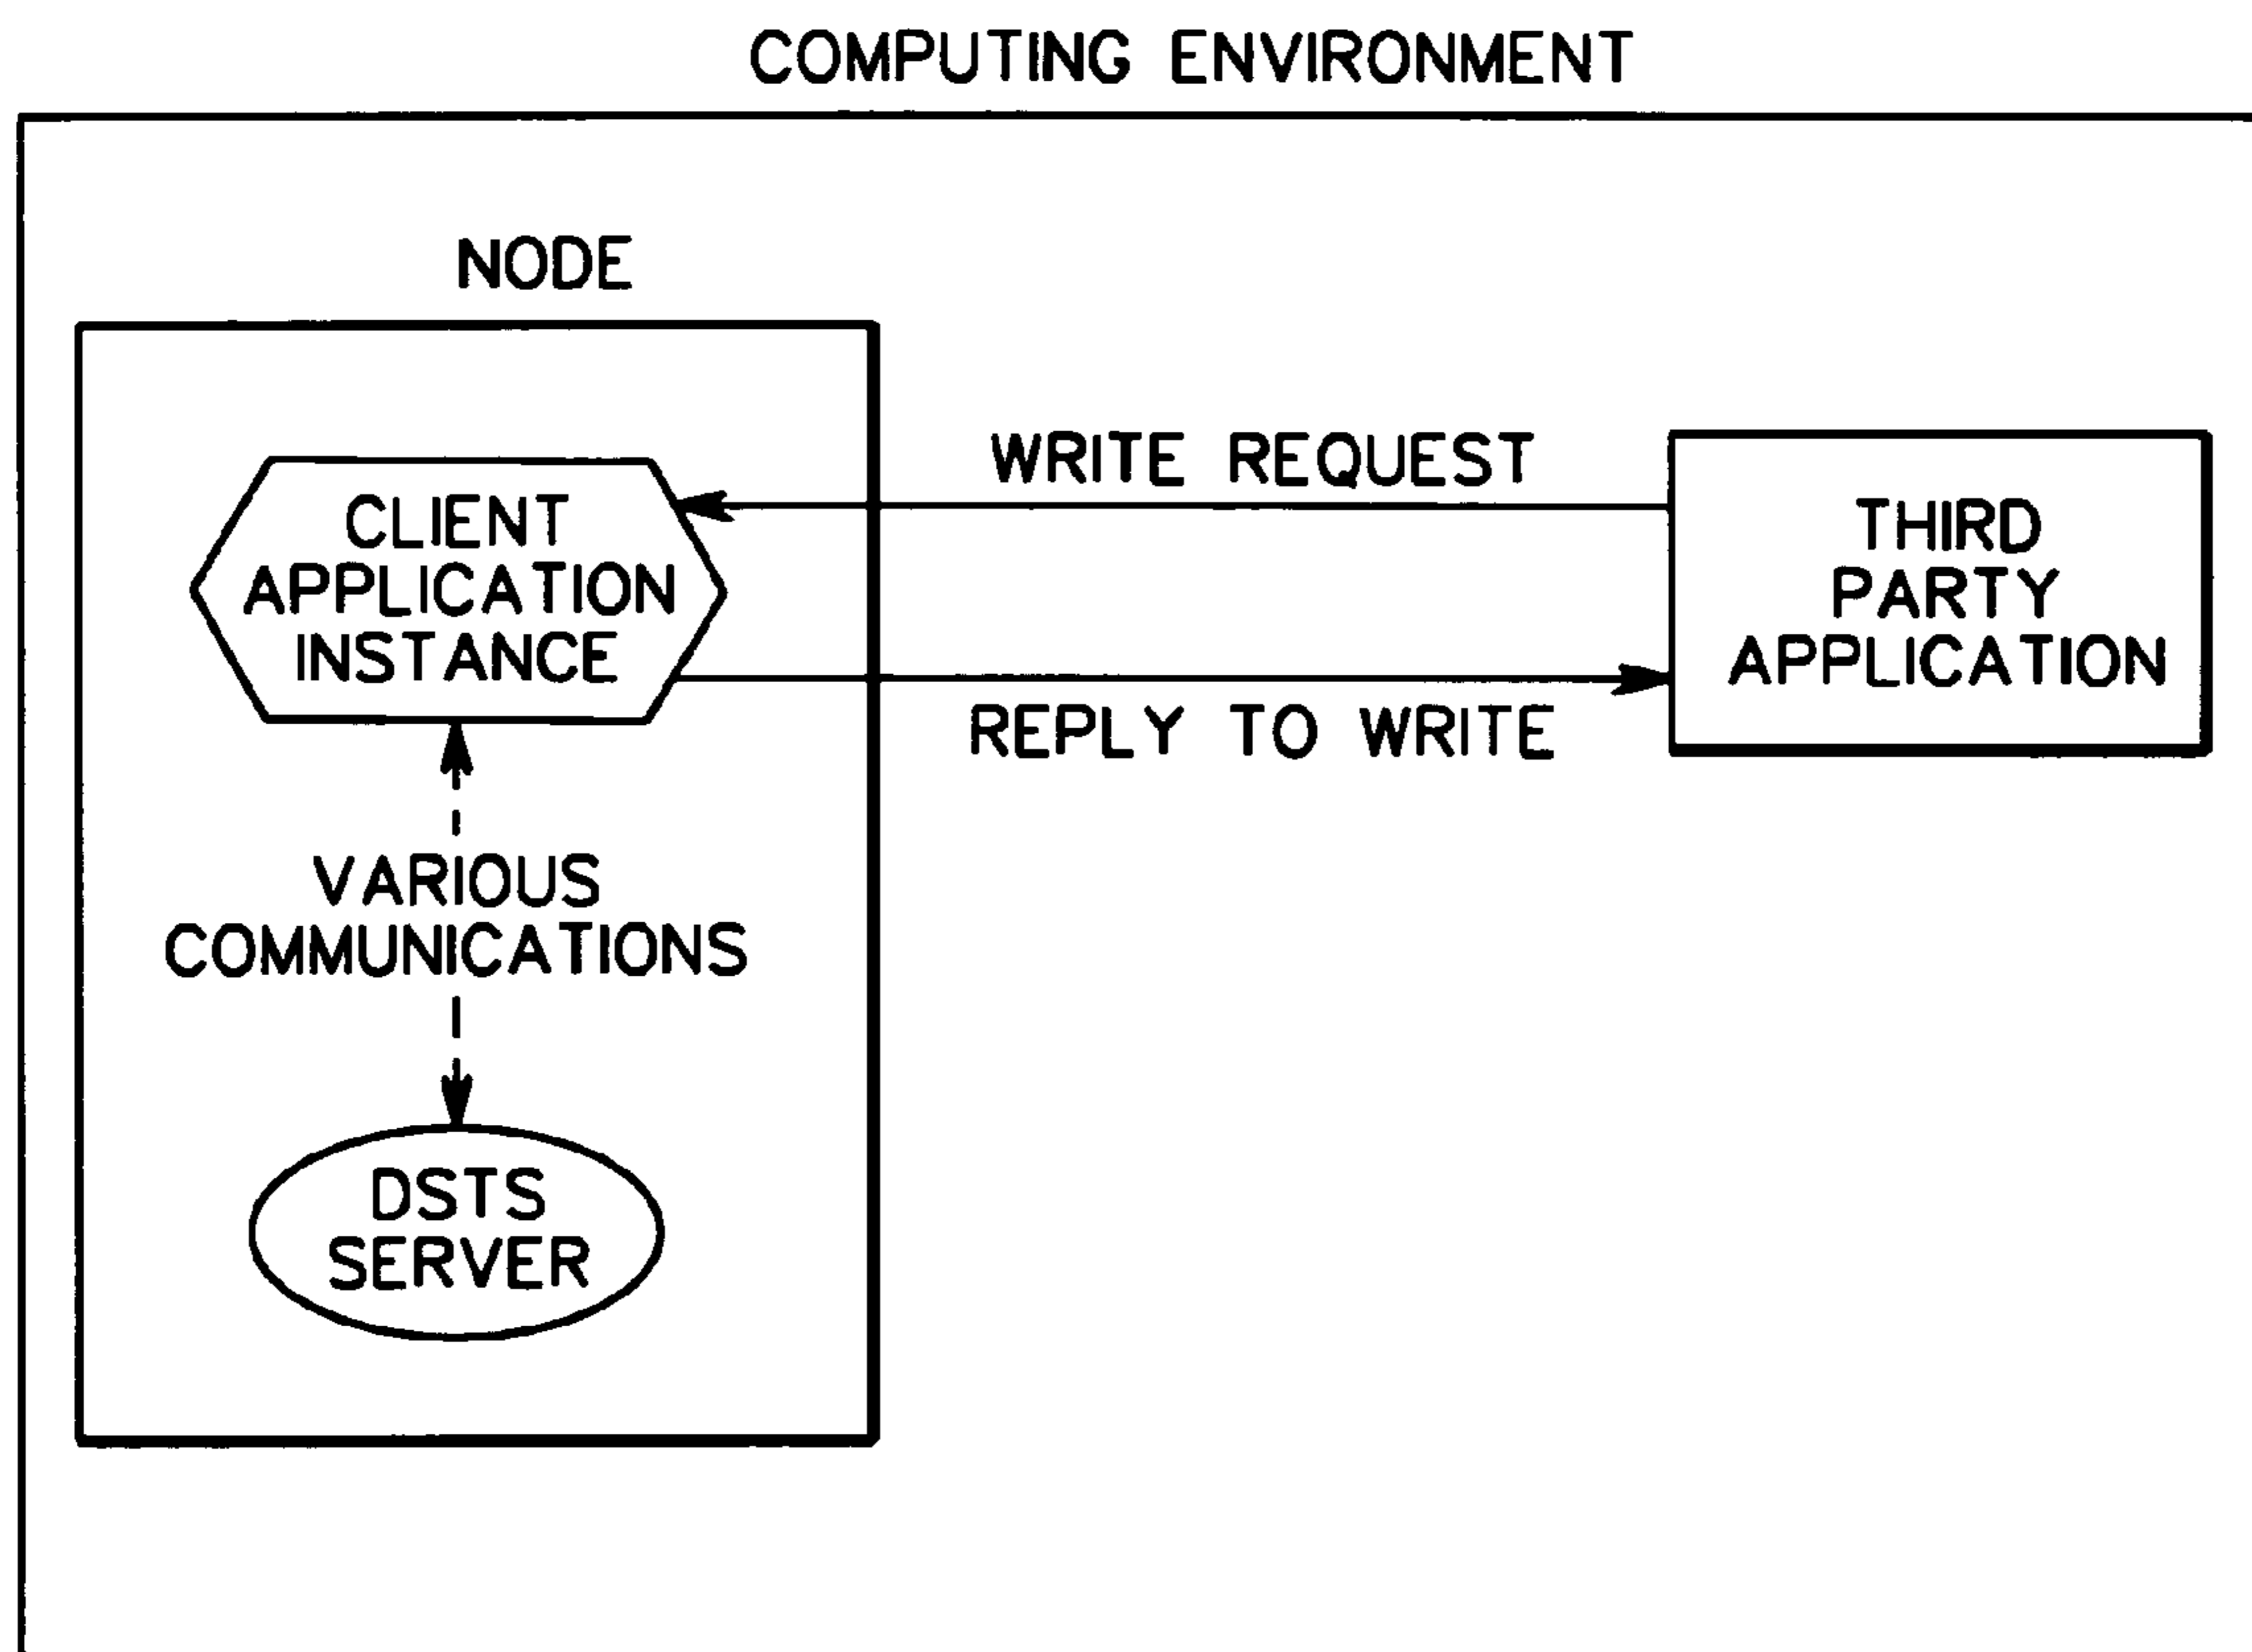 COMPUTING ENVIRONMENT
NODE
CLIENT
APPLICATION
INSTANCE
WRITE REQUEST
REPLY TO WRITE
THIRD
PARTY
APPLICATION
VARIOUS
COMMUNICATIONS
DSTS
SERVER